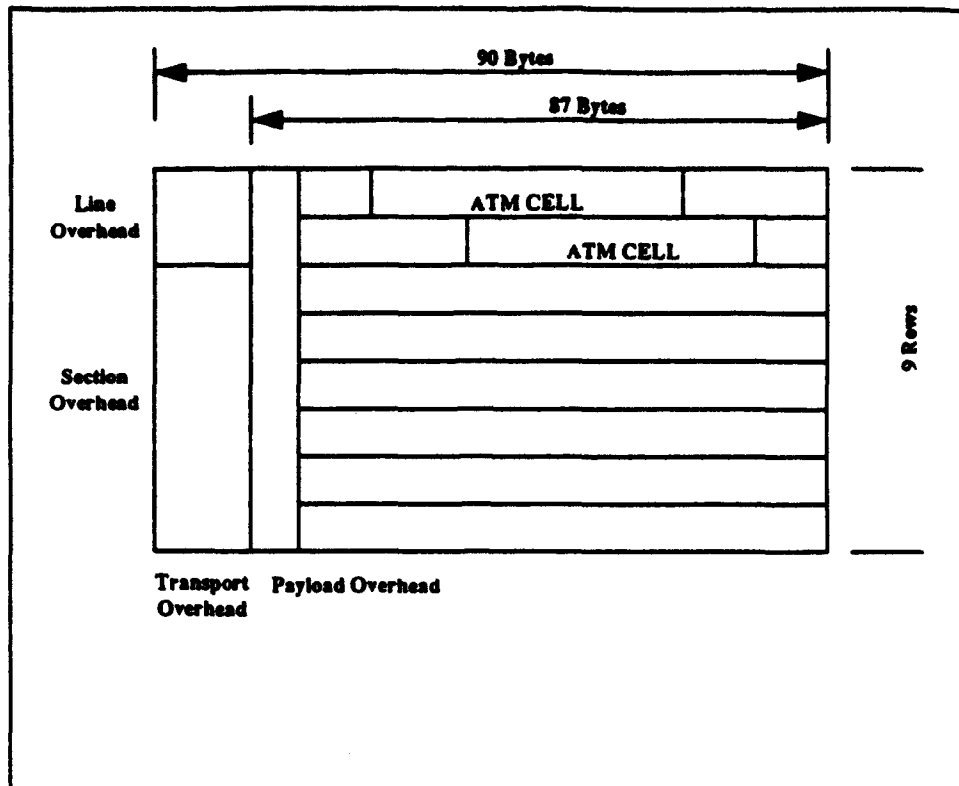 90 Bytes
87 Bytes
Line
Overhead
ATM CELL
ATM CELL
Section
Overhead
9 Rows
Transport
Overhead
Payload Overhead